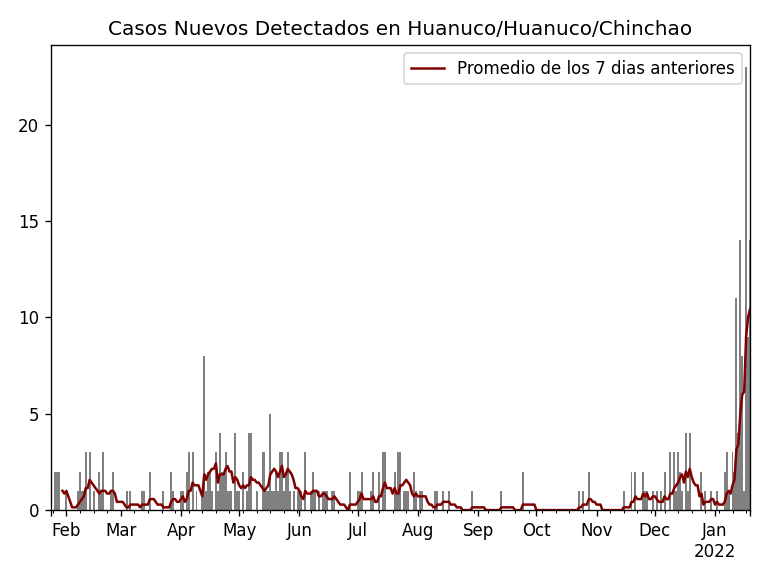 Casos Nuevos Detectados en Huanuco/Huanuco/Chinchao
Promedio de los 7 dias anteriores
20
15
10
5
0
Feb Mar Apr May Jun Jul Aug Sep Oct Nov Dec Jan
2022